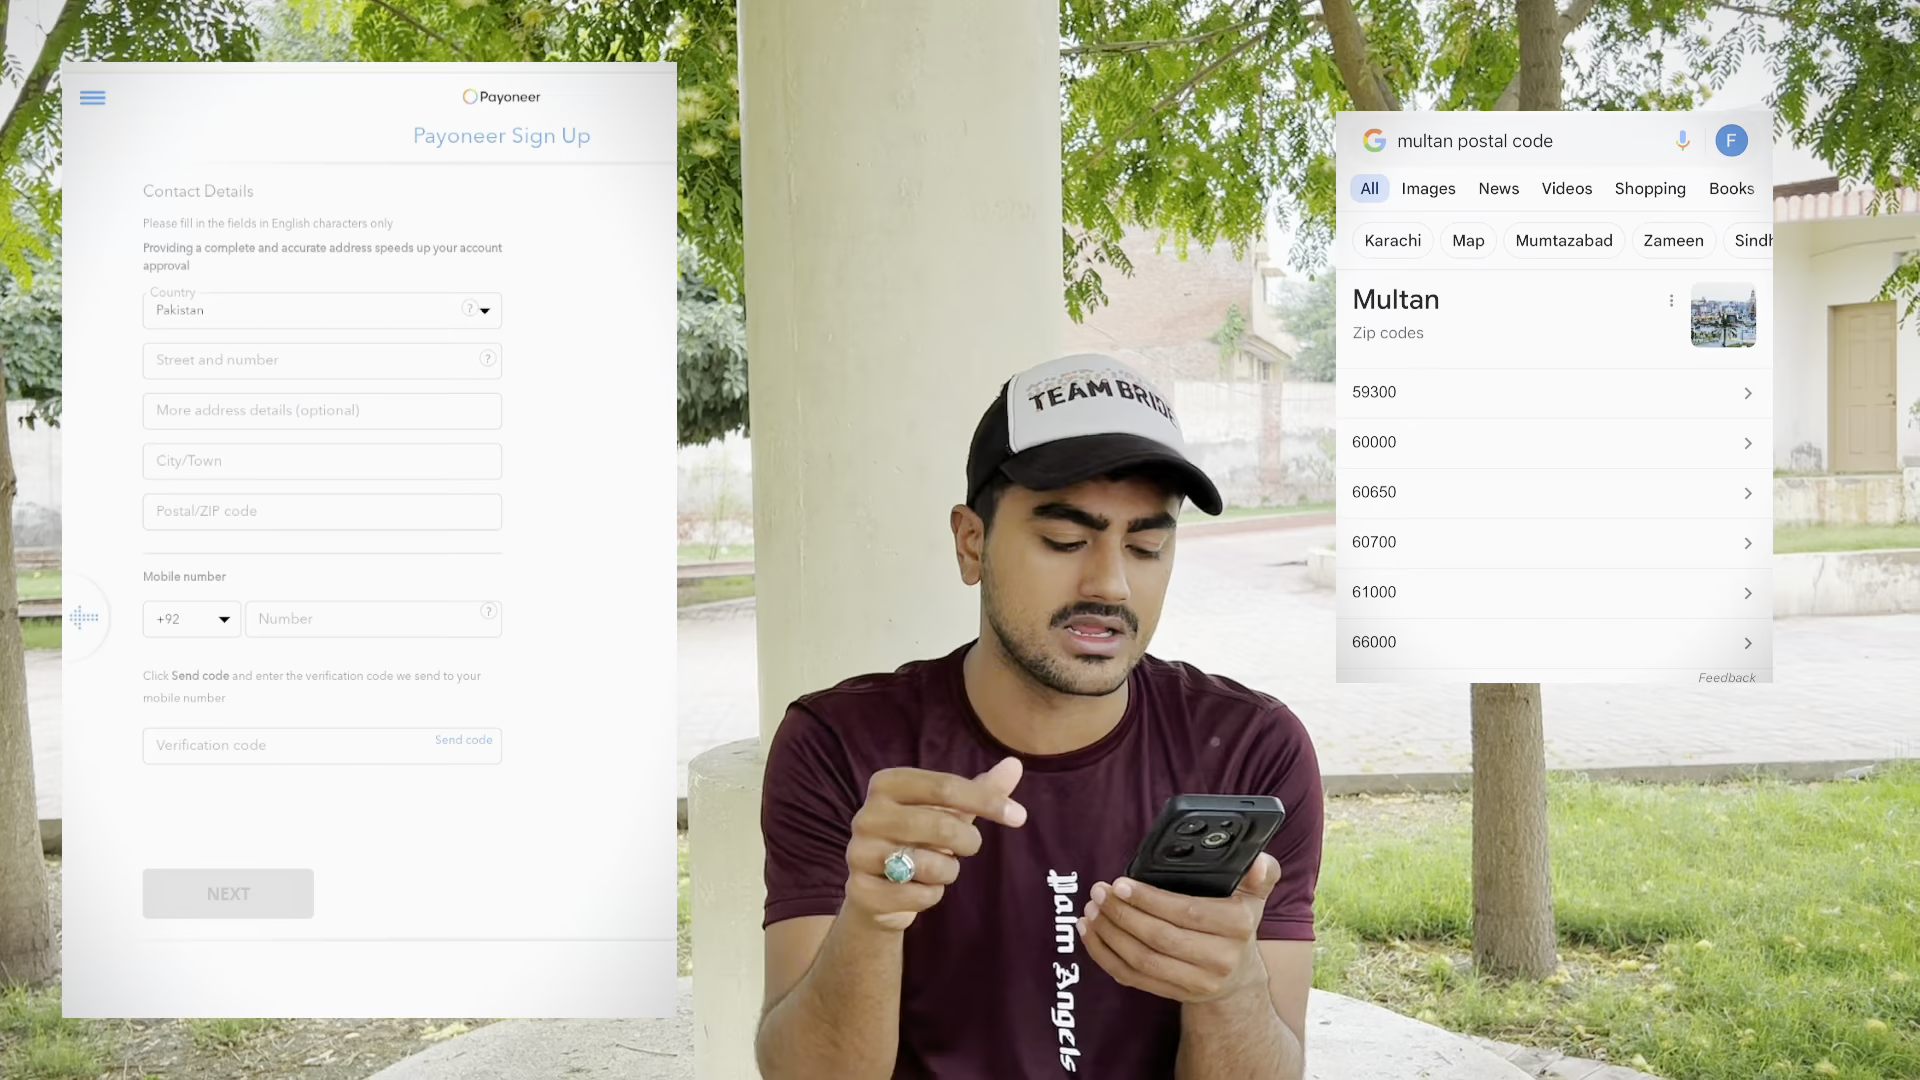 Payoneer
Payoneer Sign Up
Contact Details
Please fill in the fields in English characters only
Providing a complete and accurate address speeds up your account
approval
Country
Pakistan
?
Street and number
?
More address details (optional)
City/Town
Postal/ZIP code
Mobile number
+92
Number
?
Click Send code and enter the verification code we send to your
mobile number
Verification code
Send code
NEXT
TEAM BRIDE
Palm Angels
multan postal code
F
All
Images
News
Videos
Shopping
Books
Karachi
Map
Mumtazabad
Zameen
Sindh
Multan
Zip codes
59300
60000
60650
60700
61000
66000
Feedback